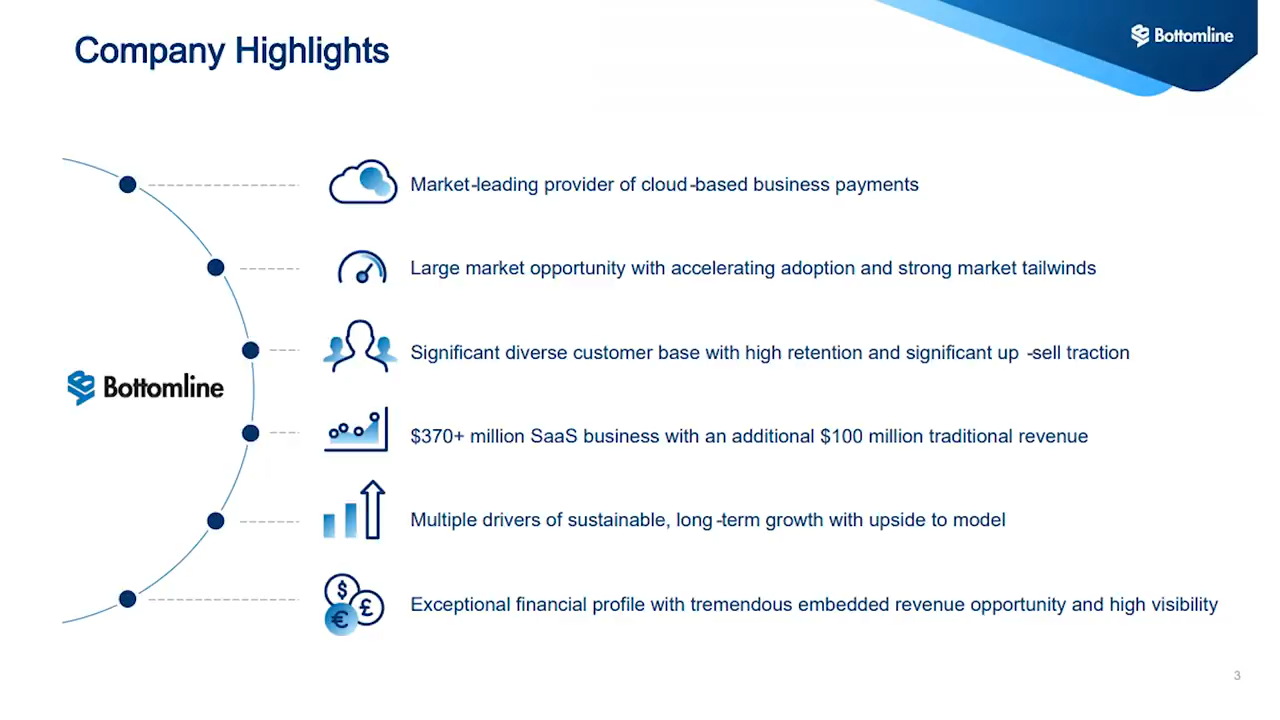 Company Highlights
Bottomline
Market-leading provider of cloud-based business payments
Large market opportunity with accelerating adoption and strong market tailwinds
Significant diverse customer base with high retention and significant up -sell traction
Bottomline
$370+ million SaaS business with an additional $100 million traditional revenue
Multiple drivers of sustainable, long-term growth with upside to model
$ £ €
Exceptional financial profile with tremendous embedded revenue opportunity and high visibility
3